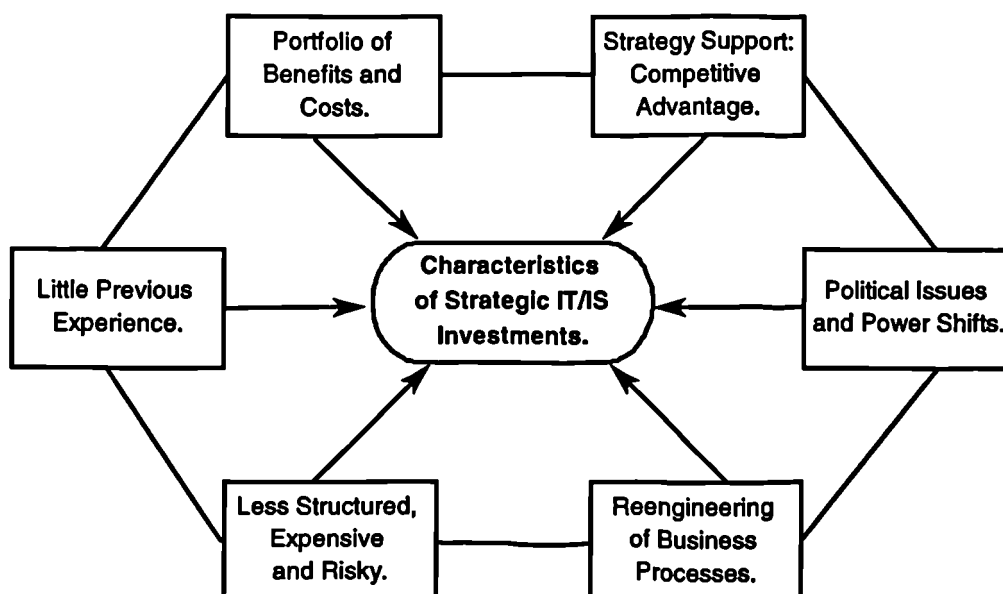 Portfolio of
Benefits and
Costs.
Strategy Support:
Competitive
Advantage.
Little Previous
Experience.
Characteristics
of Strategic IT/IS
Investments.
Political Issues
and Power Shifts.
Less Structured,
Expensive
and Risky.
Reengineering
of Business
Processes.